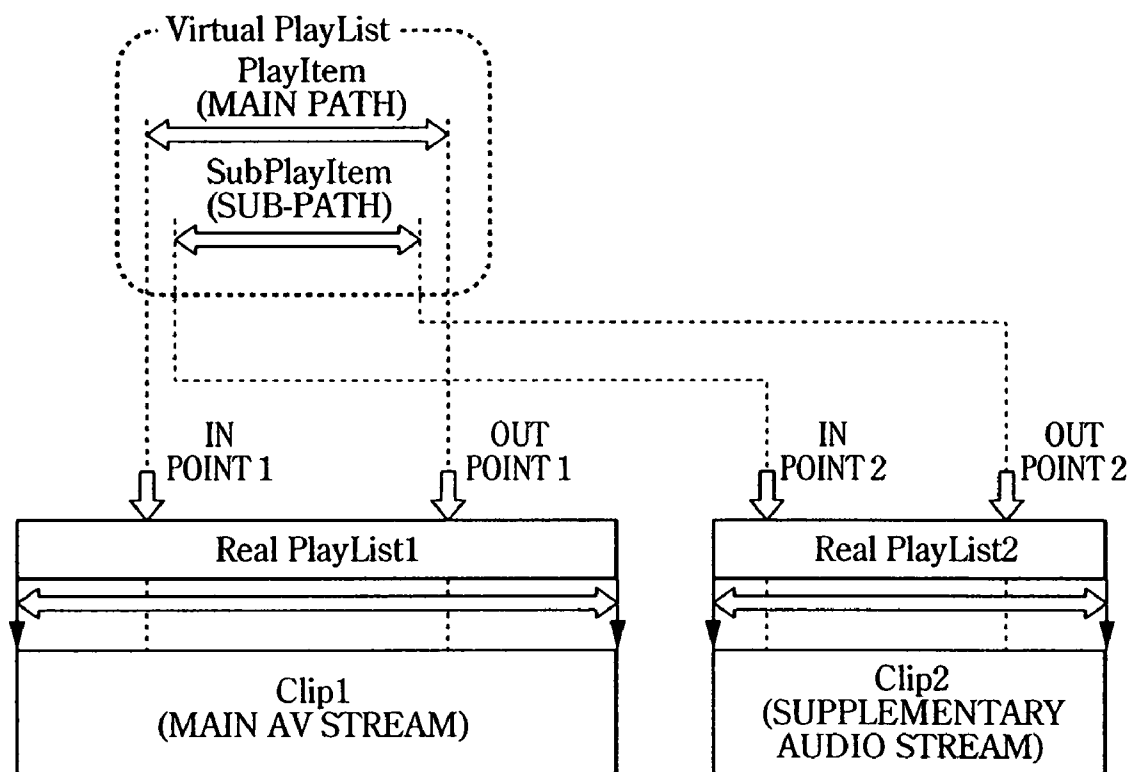 Virtual PlayList
PlayItem
(MAIN PATH)
SubPlayItem
(SUB-PATH)
IN
POINT 1
OUT
POINT 1
IN
POINT 2
OUT
POINT 2
Real PlayList1
Real PlayList2
Clip1
(MAIN AV STREAM)
Clip2
(SUPPLEMENTARY
AUDIO STREAM)